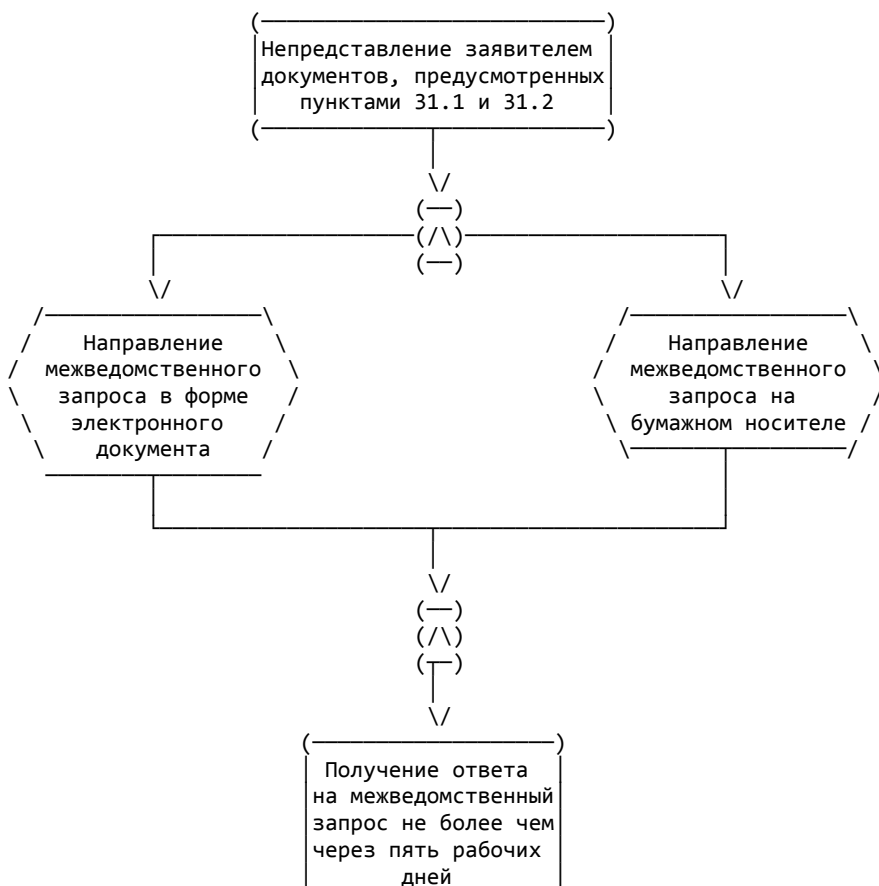 Непредставление заявителем
документов, предусмотренных
пунктами 31.1 и 31.2
Направление
межведомственного
запроса в форме
электронного
документа
Направление
межведомственного
запроса на
бумажном носителе
Получение ответа
на межведомственный
запрос не более чем
через пять рабочих
дней